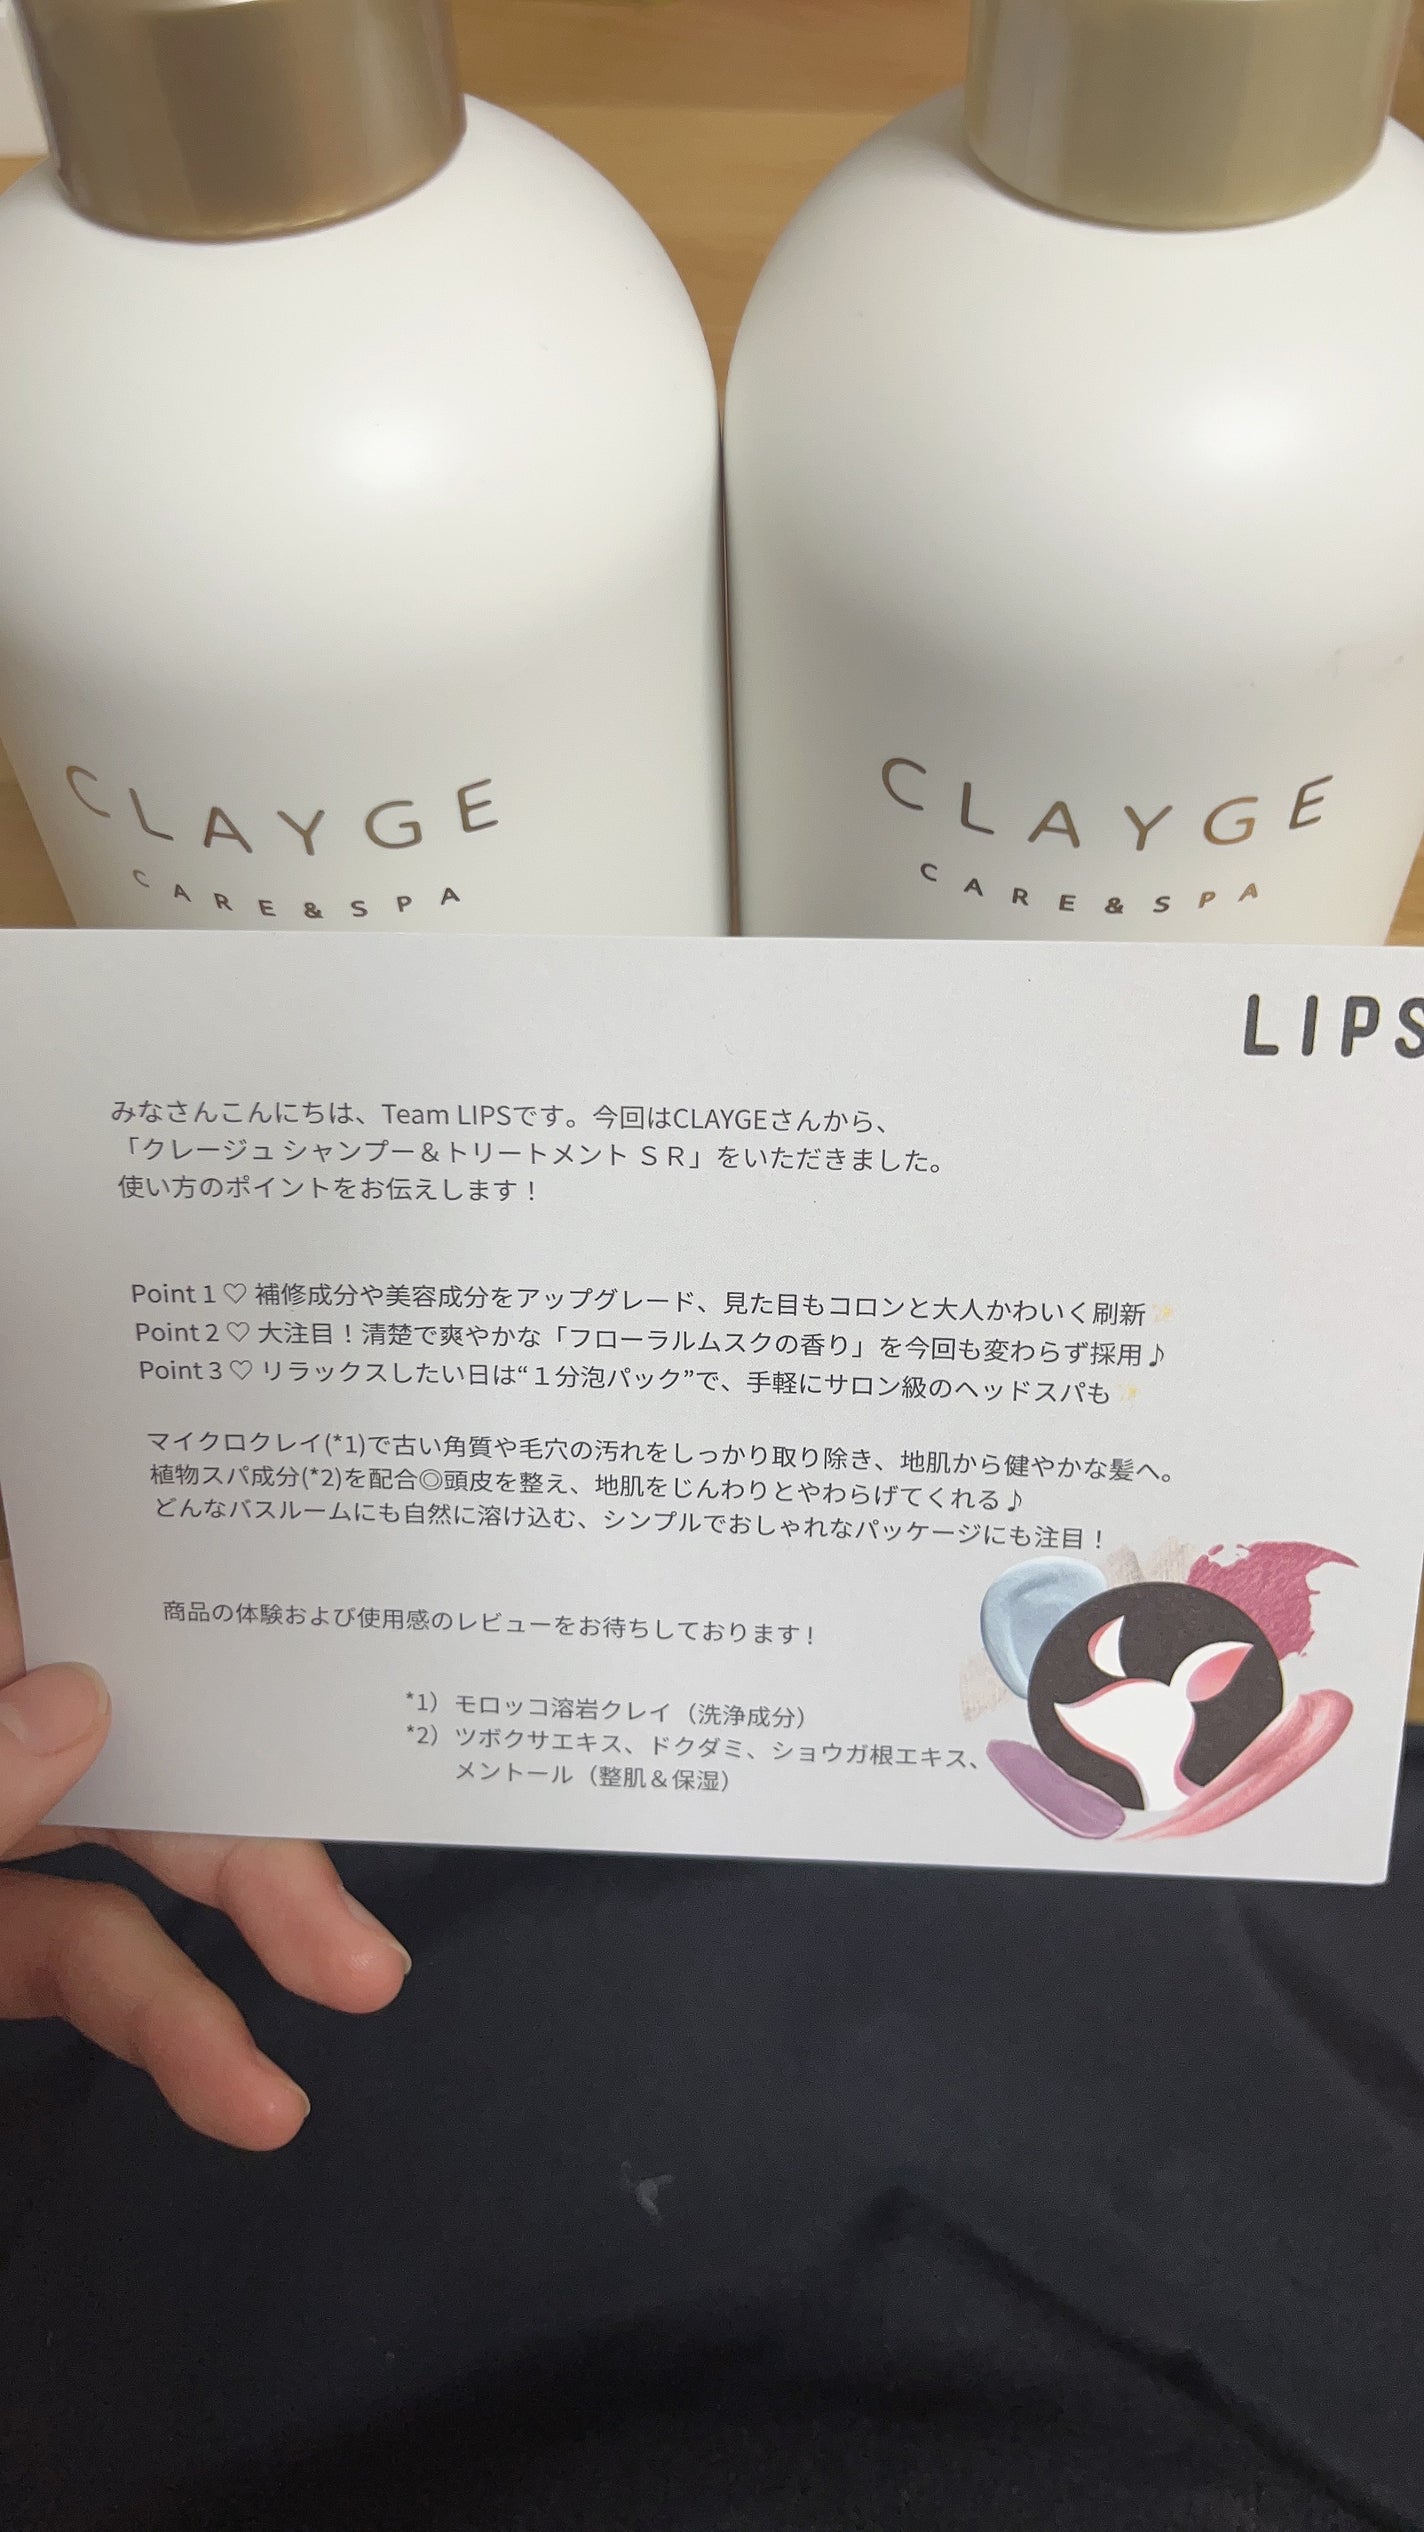 CLAYGE
CARE&SPA
CLAYGE
CARE&SPA
LIPS
みなさんこんにちは、Team LIPSです。今回はCLAYGEさんから、
「クレージュ シャンプー＆トリートメント ＳＲ」をいただきました。
使い方のポイントをお伝えします！
Point 1 ♡ 補修成分や美容成分をアップグレード、見た目もコロンと大人かわいく刷新✨
Point 2 ♡ 大注目！清楚で爽やかな「フローラルムスクの香り」を今回も変わらず採用♪
Point 3 ♡ リラックスしたい日は“１分泡パック”で、手軽にサロン級のヘッドスパも✨
マイクロクレイ(*1)で古い角質や毛穴の汚れをしっかり取り除き、地肌から健やかな髪へ。
植物スパ成分(*2)を配合◎頭皮を整え、地肌をじんわりとやわらげてくれる♪
どんなバスルームにも自然に溶け込む、シンプルでおしゃれなパッケージにも注目！
商品の体験および使用感のレビューをお待ちしております！
*1）モロッコ溶岩クレイ（洗浄成分）
*2）ツボクサエキス、ドクダミ、ショウガ根エキス、
メントール（整肌＆保湿）